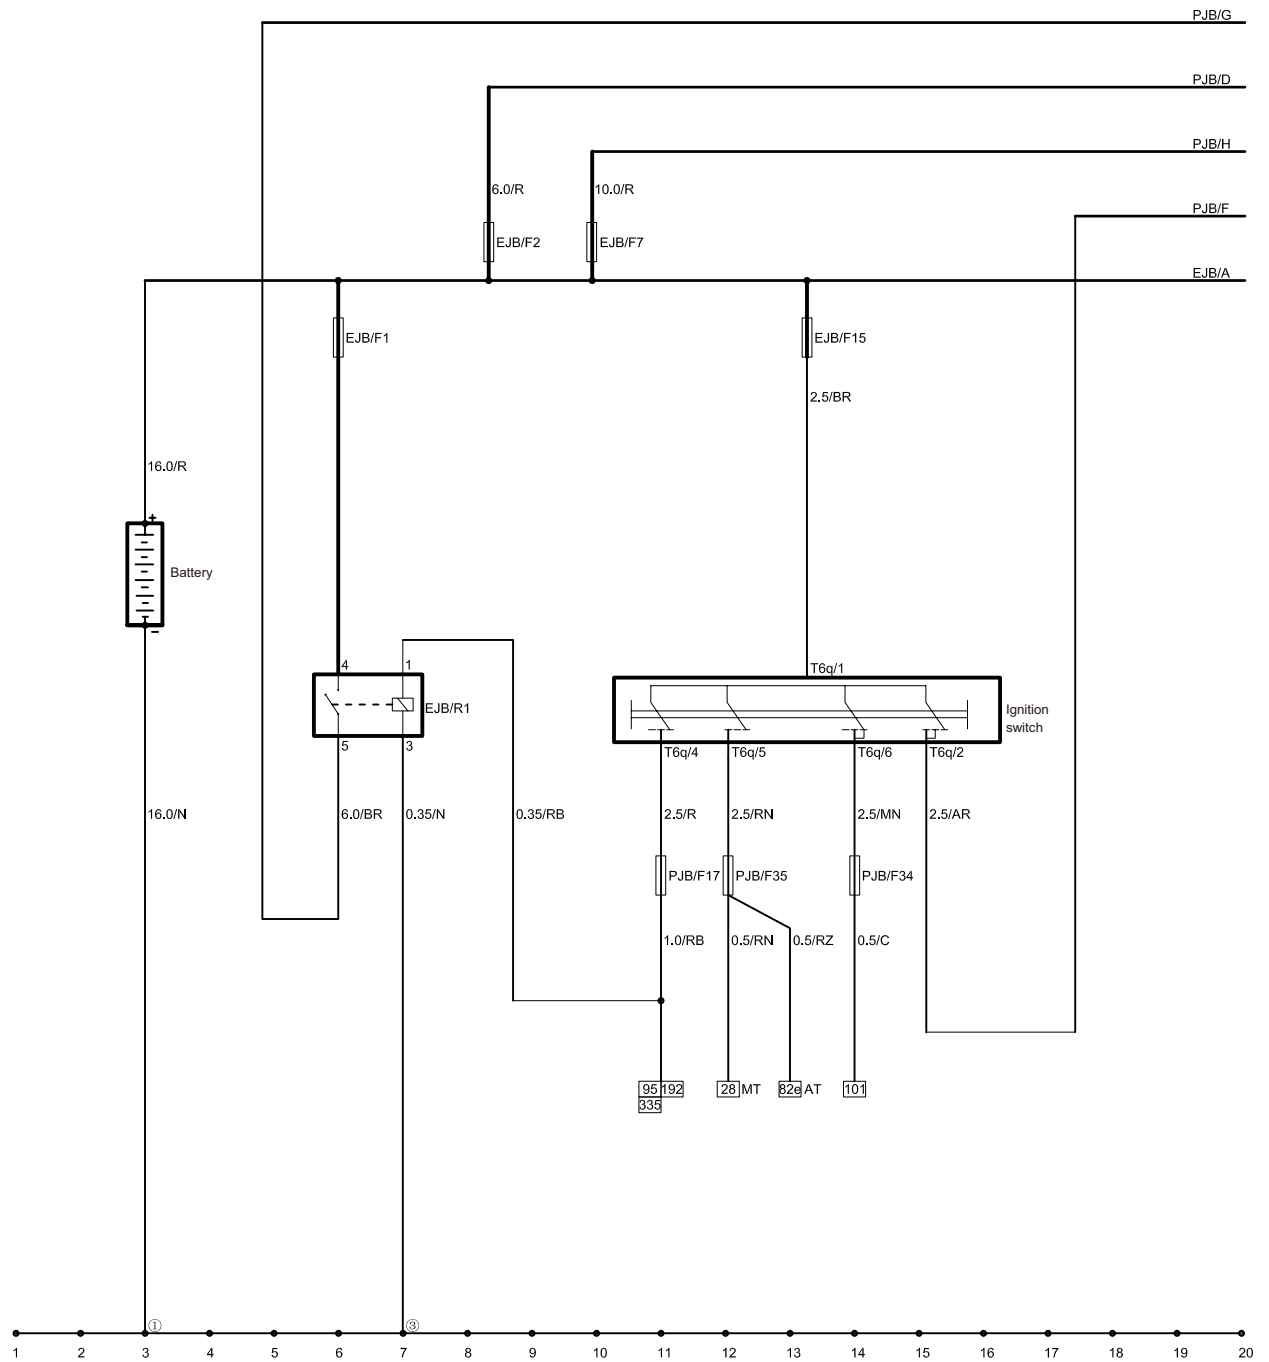 PJB/G
PJB/D
PJB/H
6.0/R
10.0/R
PJB/F
EJB/F2
EJB/F7
EJB/A
EJB/F1
EJB/F15
2.5/BR
16.0/R
+
Battery
-
4
1
T6q/1
EJB/R1
Ignition
switch
5
3
T6q/4
T6q/5
T6q/6
T6q/2
16.0/N
6.0/BR
0.35/N
0.35/RB
2.5/R
2.5/RN
2.5/MN
2.5/AR
PJB/F17
PJB/F35
PJB/F34
1.0/RB
0.5/RN
0.5/RZ
0.5/C
95 192
28 MT
82e AT
101
335
① ③
1 2 3 4 5 6 7 8 9 10 11 12 13 14 15 16 17 18 19 20